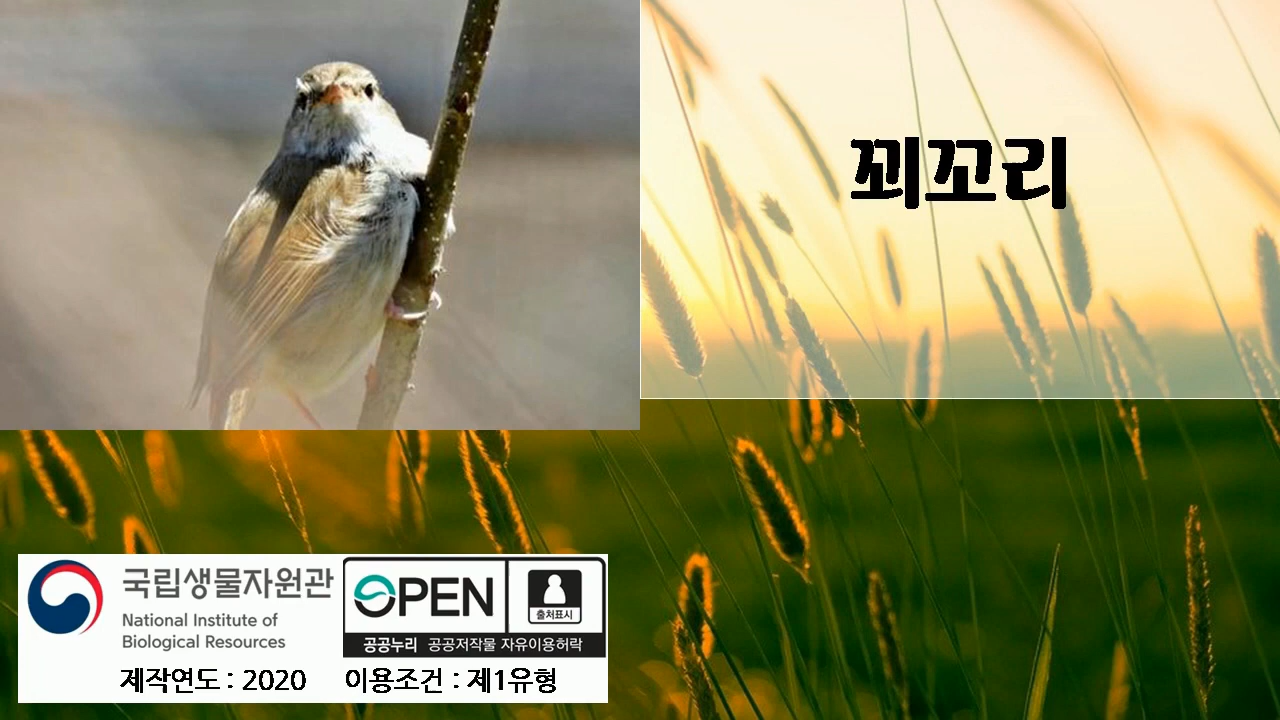 꾀꼬리
국립생물자원관
National Institute of
Biological Resources
OPEN
출처표시
공공누리 공공저작물 자유이용허락
제작연도 : 2020 이용조건 : 제1유형